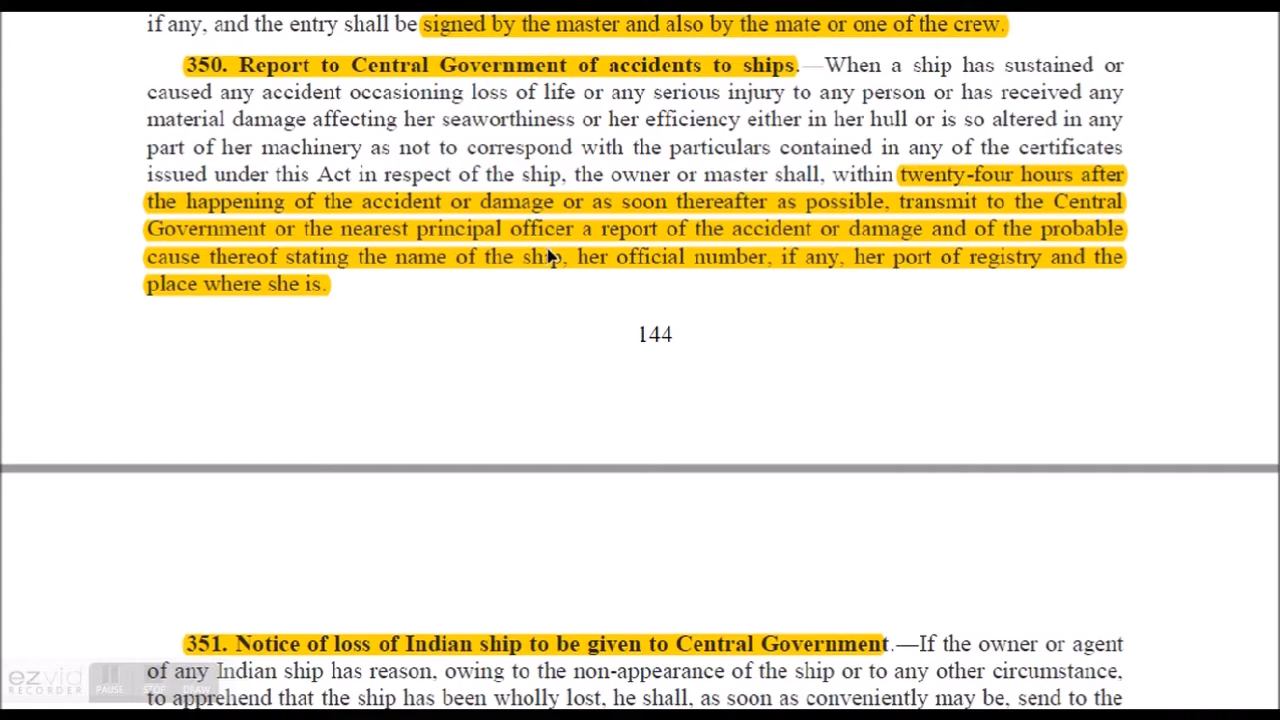 if any, and the entry shall be signed by the master and also by the mate or one of the crew.
350. Report to Central Government of accidents to ships.—When a ship has sustained or
caused any accident occasioning loss of life or any serious injury to any person or has received any
material damage affecting her seaworthiness or her efficiency either in her hull or is so altered in any
part of her machinery as not to correspond with the particulars contained in any of the certificates
issued under this Act in respect of the ship, the owner or master shall, within twenty-four hours after
the happening of the accident or damage or as soon thereafter as possible, transmit to the Central
Government or the nearest principal officer a report of the accident or damage and of the probable
cause thereof stating the name of the ship, her official number, if any, her port of registry and the
place where she is.
144
351. Notice of loss of Indian ship to be given to Central Government.—If the owner or agent
of any Indian ship has reason, owing to the non-appearance of the ship or to any other circumstance,
to apprehend that the ship has been wholly lost, he shall, as soon as conveniently may be, send to the
ezvid
RECORDER
PAUSE
STOP
DRAW